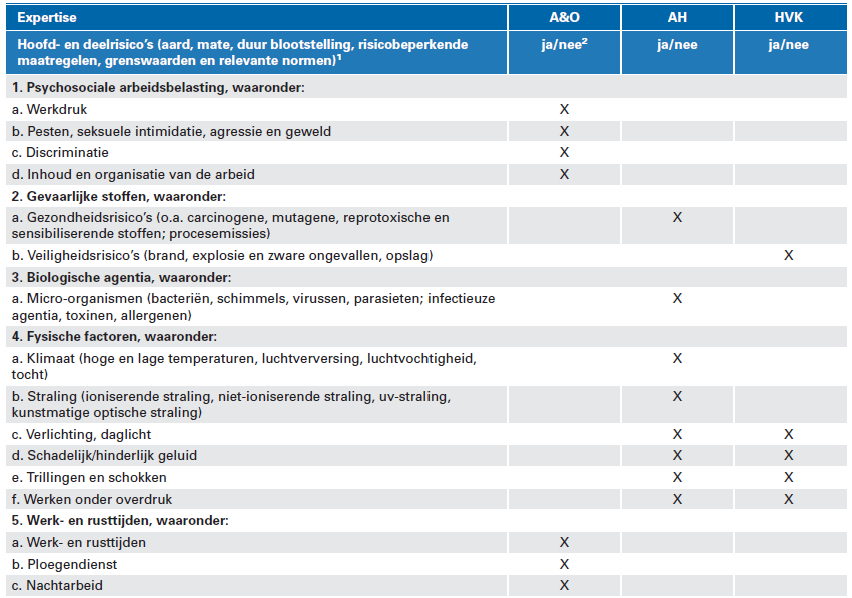 Expertise A&O AH HVK
Hoofd- en deelrisico's (aard, mate, duur blootstelling, risicobeperkende ja/nee² ja/nee ja/nee
maatregelen, grenswaarden en relevante normen)¹
1. Psychosociale arbeidsbelasting, waaronder:
a. Werkdruk X
b. Pesten, seksuele intimidatie, agressie en geweld X
c. Discriminatie X
d. Inhoud en organisatie van de arbeid X
2. Gevaarlijke stoffen, waaronder:
a. Gezondheidsrisico's (o.a. carcinogene, mutagene, reprotoxische en X
sensibiliserende stoffen; procesemissies)
b. Veiligheidsrisico's (brand, explosie en zware ongevallen, opslag) X
3. Biologische agentia, waaronder:
a. Micro-organismen (bacteriën, schimmels, virussen, parasieten; infectieuze X
agentia, toxinen, allergenen)
4. Fysische factoren, waaronder:
a. Klimaat (hoge en lage temperaturen, luchtverversing, luchtvochtigheid, X
tocht)
b. Straling (ioniserende straling, niet-ioniserende straling, uv-straling, X
kunstmatige optische straling)
c. Verlichting, daglicht X X
d. Schadelijk/hinderlijk geluid X X
e. Trillingen en schokken X X
f. Werken onder overdruk X X
5. Werk- en rusttijden, waaronder:
a. Werk- en rusttijden X
b. Ploegendienst X
c. Nachtarbeid X